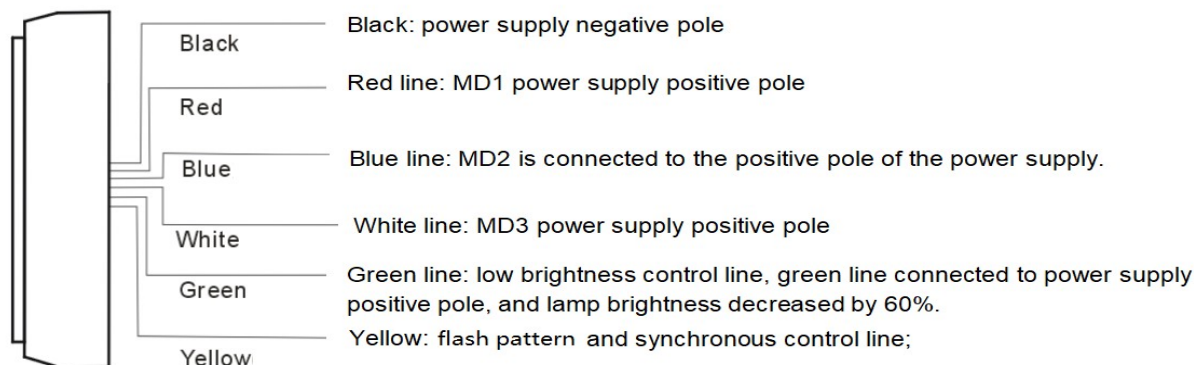 Black: power supply negative pole
Black
Red line: MD1 power supply positive pole
Red
Blue line: MD2 is connected to the positive pole of the power supply.
Blue
White line: MD3 power supply positive pole
White
Green line: low brightness control line, green line connected to power supply
positive pole, and lamp brightness decreased by 60%.
Green
Yellow: flash pattern and synchronous control line;
Yellow